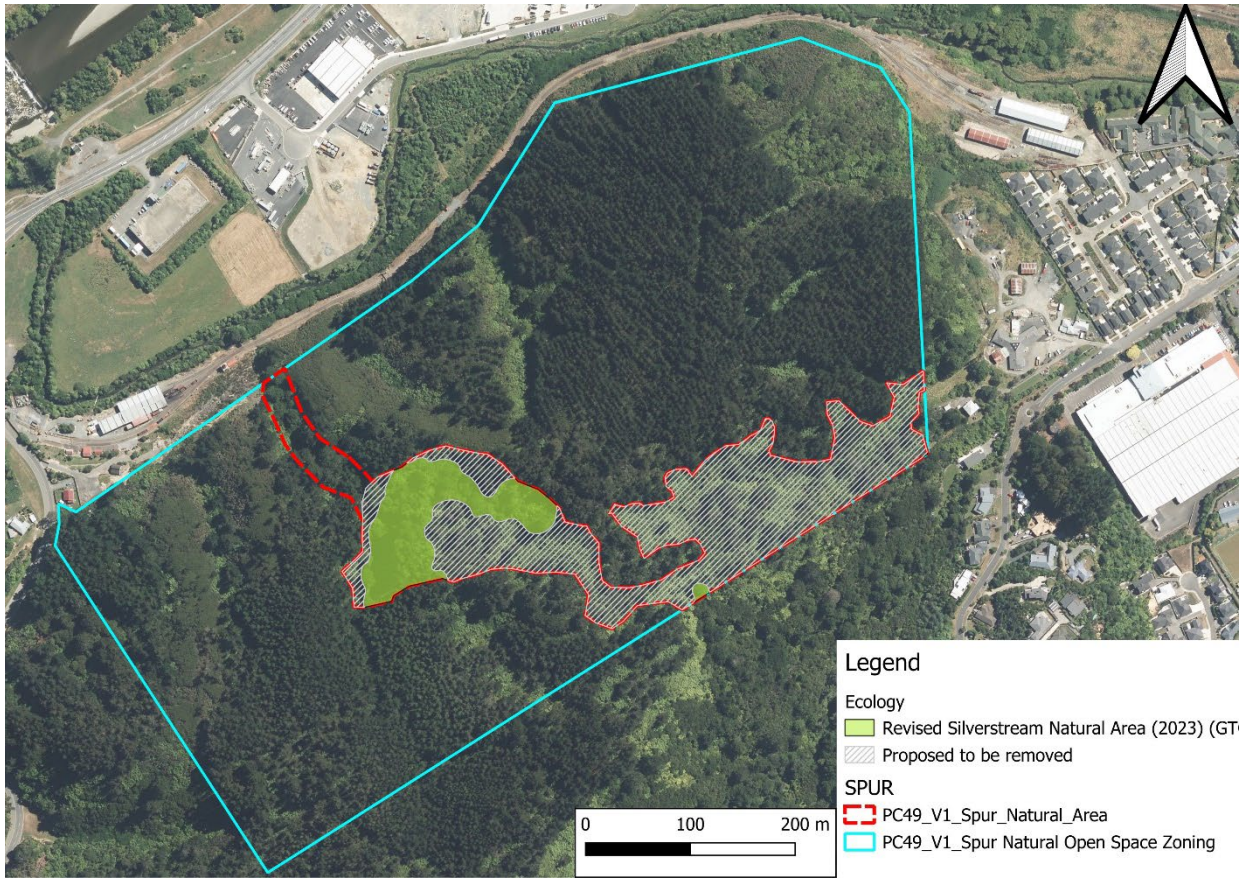 Legend
Ecology
Revised Silverstream Natural Area (2023) (GT
Proposed to be removed
SPUR
PC49_V1_Spur_Natural_Area
PC49_V1_Spur Natural Open Space Zoning
0 100 200 m